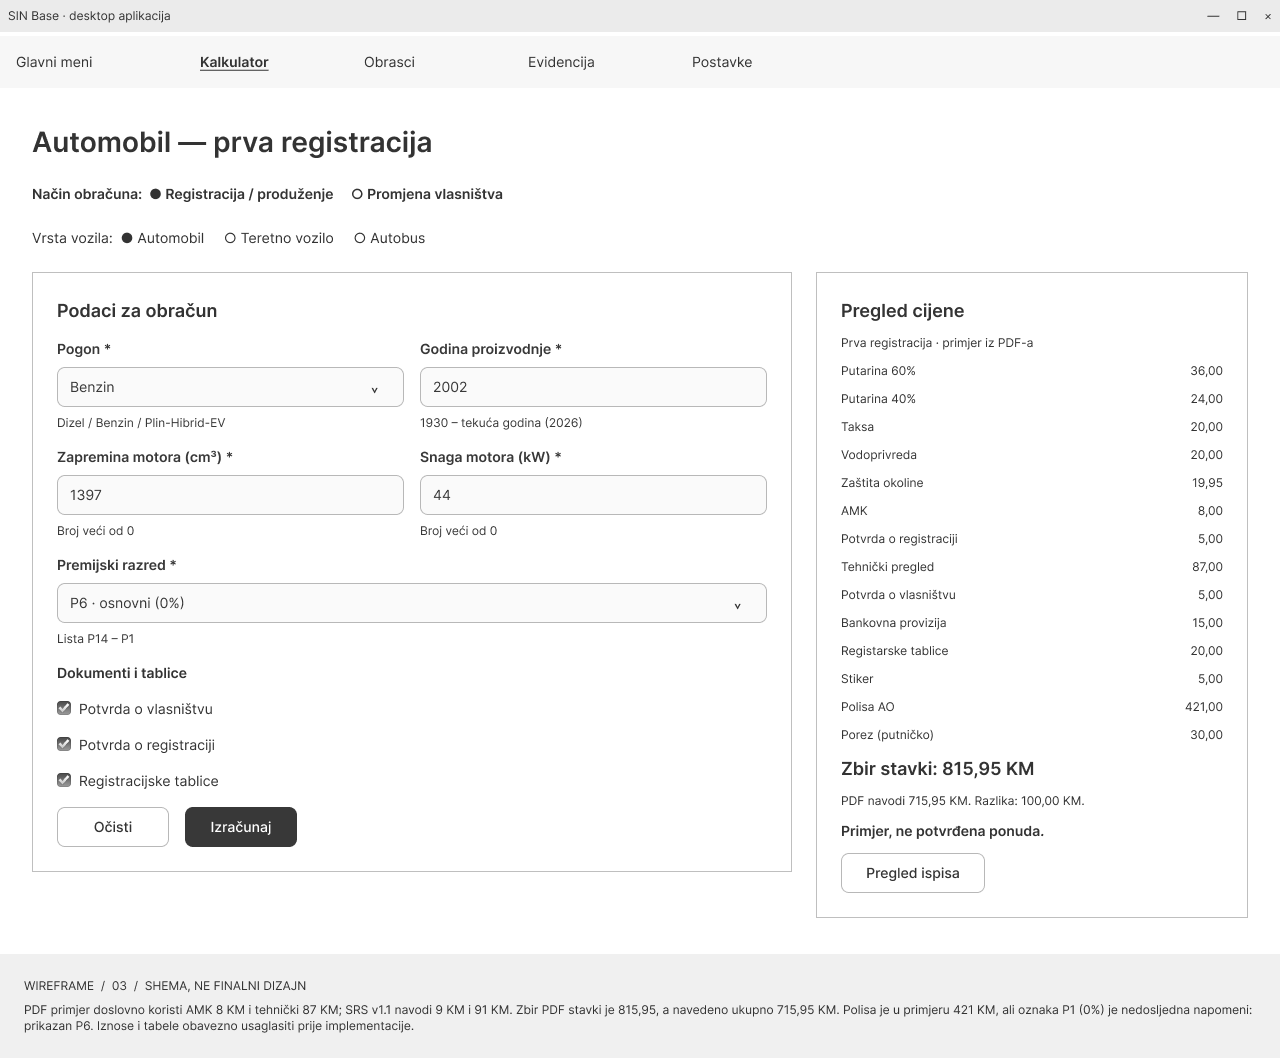 SIN Base · desktop aplikacija
Glavni meni Kalkulator Obrasci Evidencija Postavke
Automobil — prva registracija
Način obračuna: Registracija / produženje Promjena vlasništva
Vrsta vozila: Automobil Teretno vozilo Autobus
Podaci za obračun
Pogon * Godina proizvodnje *
Benzin 2002
Dizel / Benzin / Plin-Hibrid-EV 1930 – tekuća godina (2026)
Zapremina motora (cm³) * Snaga motora (kW) *
1397 44
Broj veći od 0 Broj veći od 0
Premijski razred *
P6 · osnovni (0%)
Lista P14 – P1
Dokumenti i tablice
Potvrda o vlasništvu
Potvrda o registraciji
Registracijske tablice
Očisti Izračunaj
Pregled cijene
Prva registracija · primjer iz PDF-a
Putarina 60% 36,00
Putarina 40% 24,00
Taksa 20,00
Vodoprivreda 20,00
Zaštita okoline 19,95
AMK 8,00
Potvrda o registraciji 5,00
Tehnički pregled 87,00
Potvrda o vlasništvu 5,00
Bankovna provizija 15,00
Registarske tablice 20,00
Stiker 5,00
Polisa AO 421,00
Porez (putničko) 30,00
Zbir stavki: 815,95 KM
PDF navodi 715,95 KM. Razlika: 100,00 KM.
Primjer, ne potvrđena ponuda.
Pregled ispisa
WIREFRAME / 03 / SHEMA, NE FINALNI DIZAJN
PDF primjer doslovno koristi AMK 8 KM i tehnički 87 KM; SRS v1.1 navodi 9 KM i 91 KM. Zbir PDF stavki je 815,95, a navedeno ukupno 715,95 KM. Polisa je u primjeru 421 KM, ali oznaka P1 (0%) je nedosljedna napomeni:
prikazan P6. Iznose i tabele obavezno usaglasiti prije implementacije.